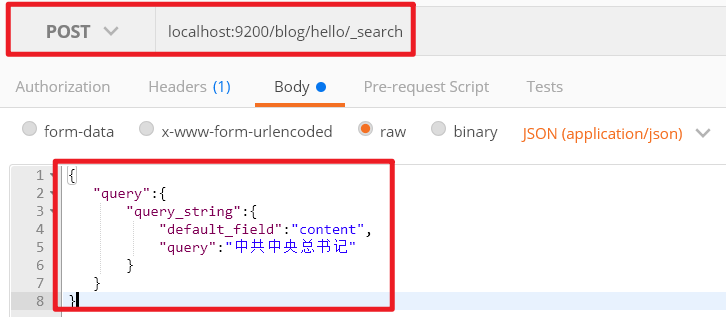 POST localhost:9200/blog/hello/_search
Authorization Headers (1) Body Pre-request Script Tests
form-data x-www-form-urlencoded raw binary JSON (application/json)
1 {
2 "query":{
3 "query_string":{
4 "default_field":"content",
5 "query":"中共中央总书记"
6 }
7 }
8 }